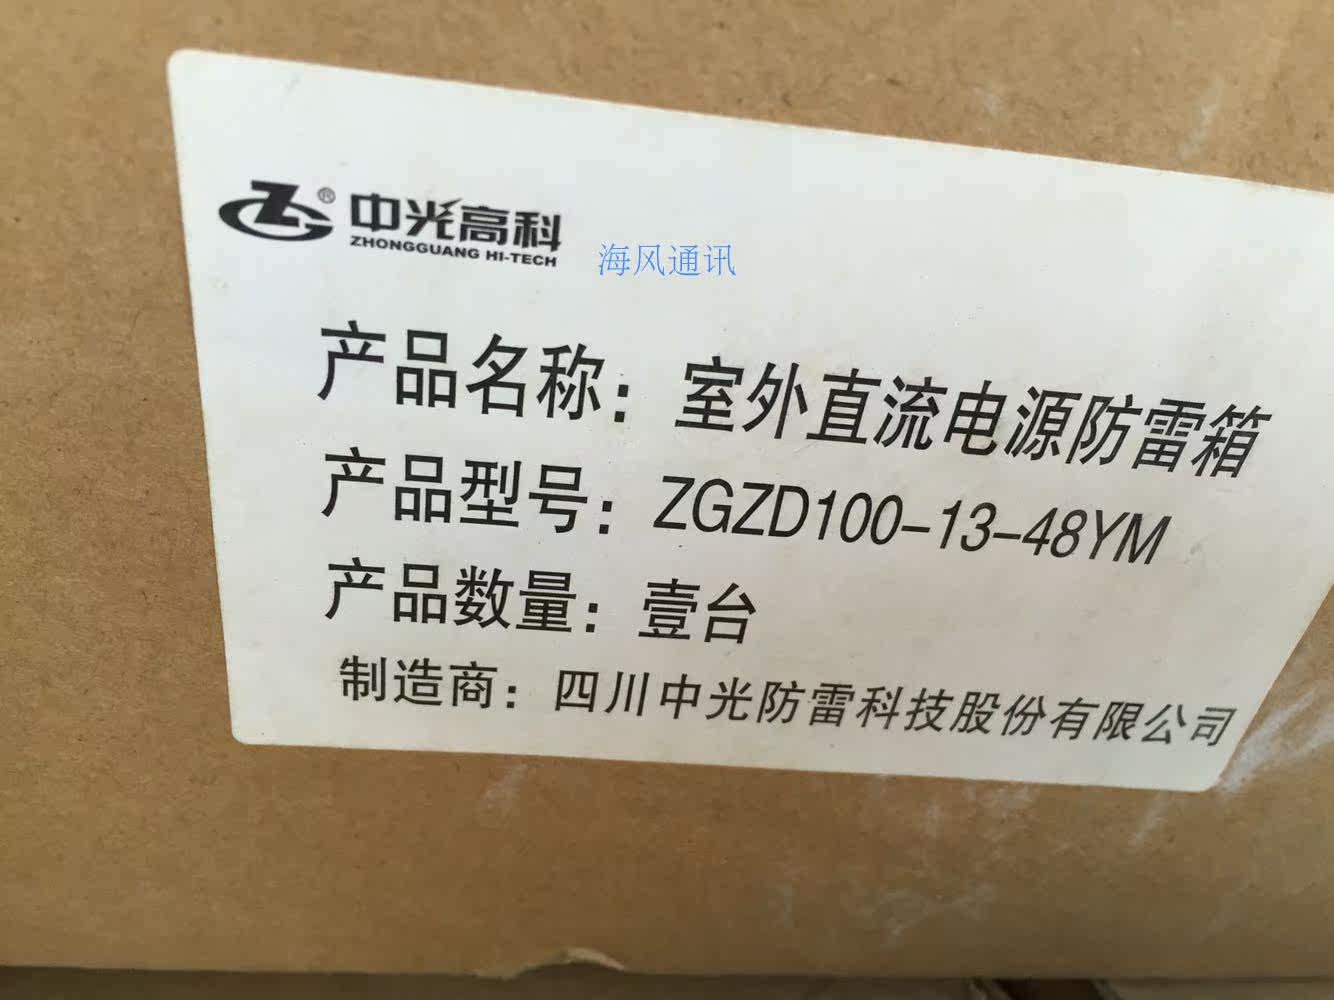 ZG® 中光高科
ZHONGGUANG HI-TECH
海风通讯
产品名称：室外直流电源防雷箱
产品型号：ZGZD100-13-48YM
产品数量：壹台
制造商：四川中光防雷科技股份有限公司